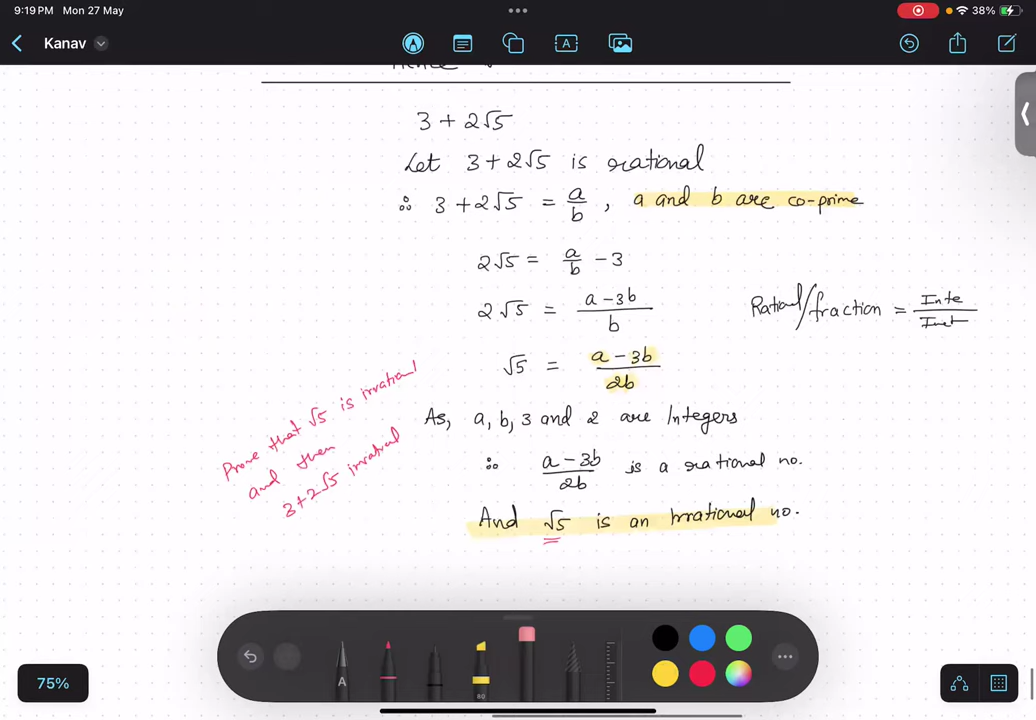 9:19 PM Mon 27 May
38%
Kanav
3 + 2√5
Let 3 + 2√5 is rational
∴ 3 + 2√5 = a/b , a and b are co-prime
2√5 = a/b - 3
2√5 = (a - 3b)/b
Rational/fraction = Inte/
√5 = (a - 3b)/2b
As, a, b, 3 and 2 are Integers
∴ (a - 3b)/2b is a rational no.
And √5 is an Irrational no.
Prove that √5 is irrational
and then
3+2√5 irrational
A
80
75%